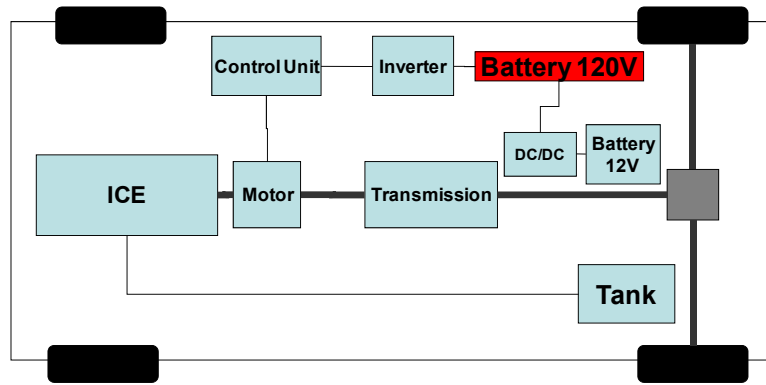 Control Unit
Inverter
Battery 120V
DC/DC
Battery
12V
ICE
Motor
Transmission
Tank